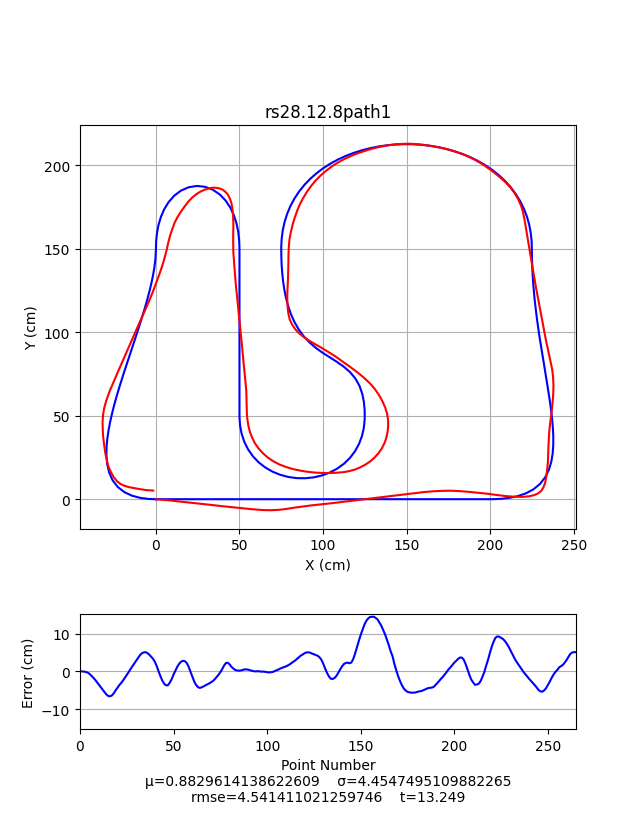 rs28.12.8path1
200
150
100
50
0
Y (cm)
0 50 100 150 200 250
X (cm)
10
0
−10
Error (cm)
0 50 100 150 200 250
Point Number
μ=0.8829614138622609 σ=4.4547495109882265
rmse=4.541411021259746 t=13.249